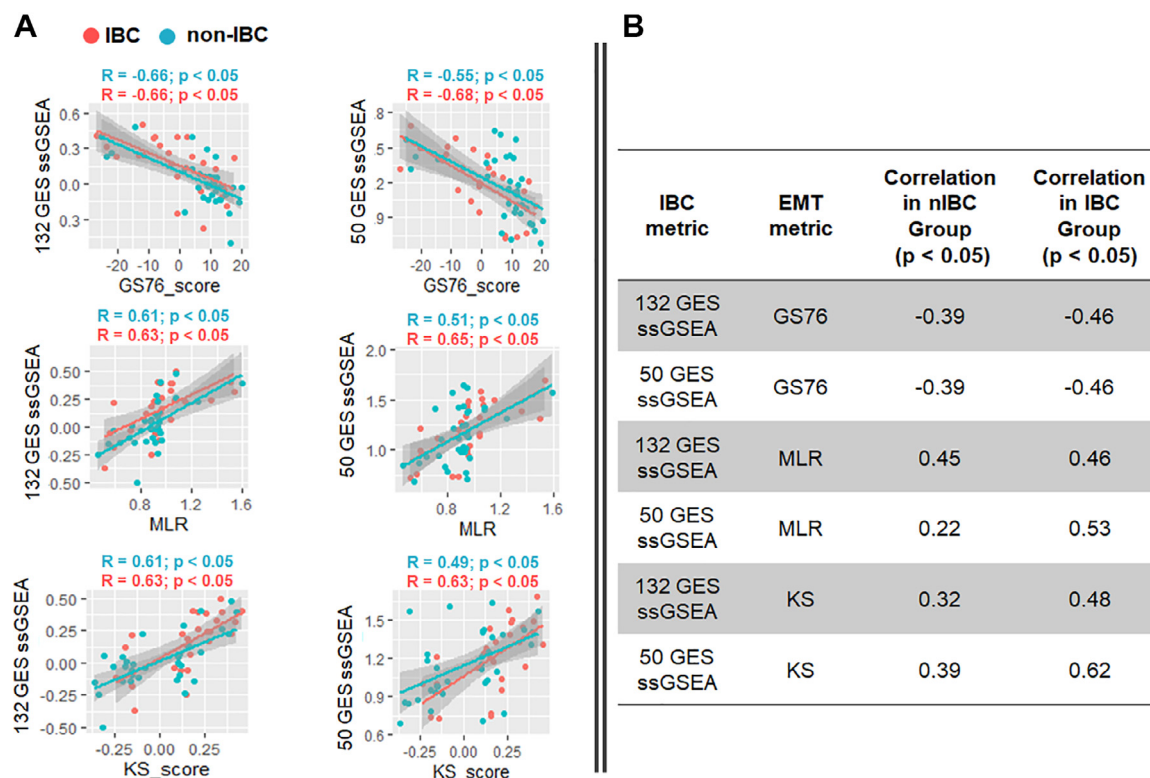 A
IBC
non-IBC
R = -0.66; p < 0.05
R = -0.66; p < 0.05
132 GES ssGSEA
0.6
0.3
0.0
0.3
-20
-10
0
10
20
GS76_score
R = -0.55; p < 0.05
R = -0.68; p < 0.05
50 GES ssGSEA
.8
.5
.2
.9
-20
-10
0
10
20
GS76_score
R = 0.61; p < 0.05
R = 0.63; p < 0.05
132 GES ssGSEA
0.50
0.25
0.00
0.25
0.50
0.8
1.2
1.6
MLR
R = 0.51; p < 0.05
R = 0.65; p < 0.05
50 GES ssGSEA
2.0
1.5
1.0
0.8
1.2
1.6
MLR
R = 0.61; p < 0.05
R = 0.63; p < 0.05
132 GES ssGSEA
0.50
0.25
0.00
-0.25
-0.50
-0.25
0.00
0.25
KS_score
R = 0.49; p < 0.05
R = 0.63; p < 0.05
50 GES ssGSEA
1.5
1.2
0.9
0.6
-0.25
0.00
0.25
KS_score
B
IBC
metric
EMT
metric
Correlation
in nIBC
Group
(p < 0.05)
Correlation
in IBC
Group
(p < 0.05)
132 GES
ssGSEA
GS76
-0.39
-0.46
50 GES
ssGSEA
GS76
-0.39
-0.46
132 GES
ssGSEA
MLR
0.45
0.46
50 GES
ssGSEA
MLR
0.22
0.53
132 GES
ssGSEA
KS
0.32
0.48
50 GES
ssGSEA
KS
0.39
0.62